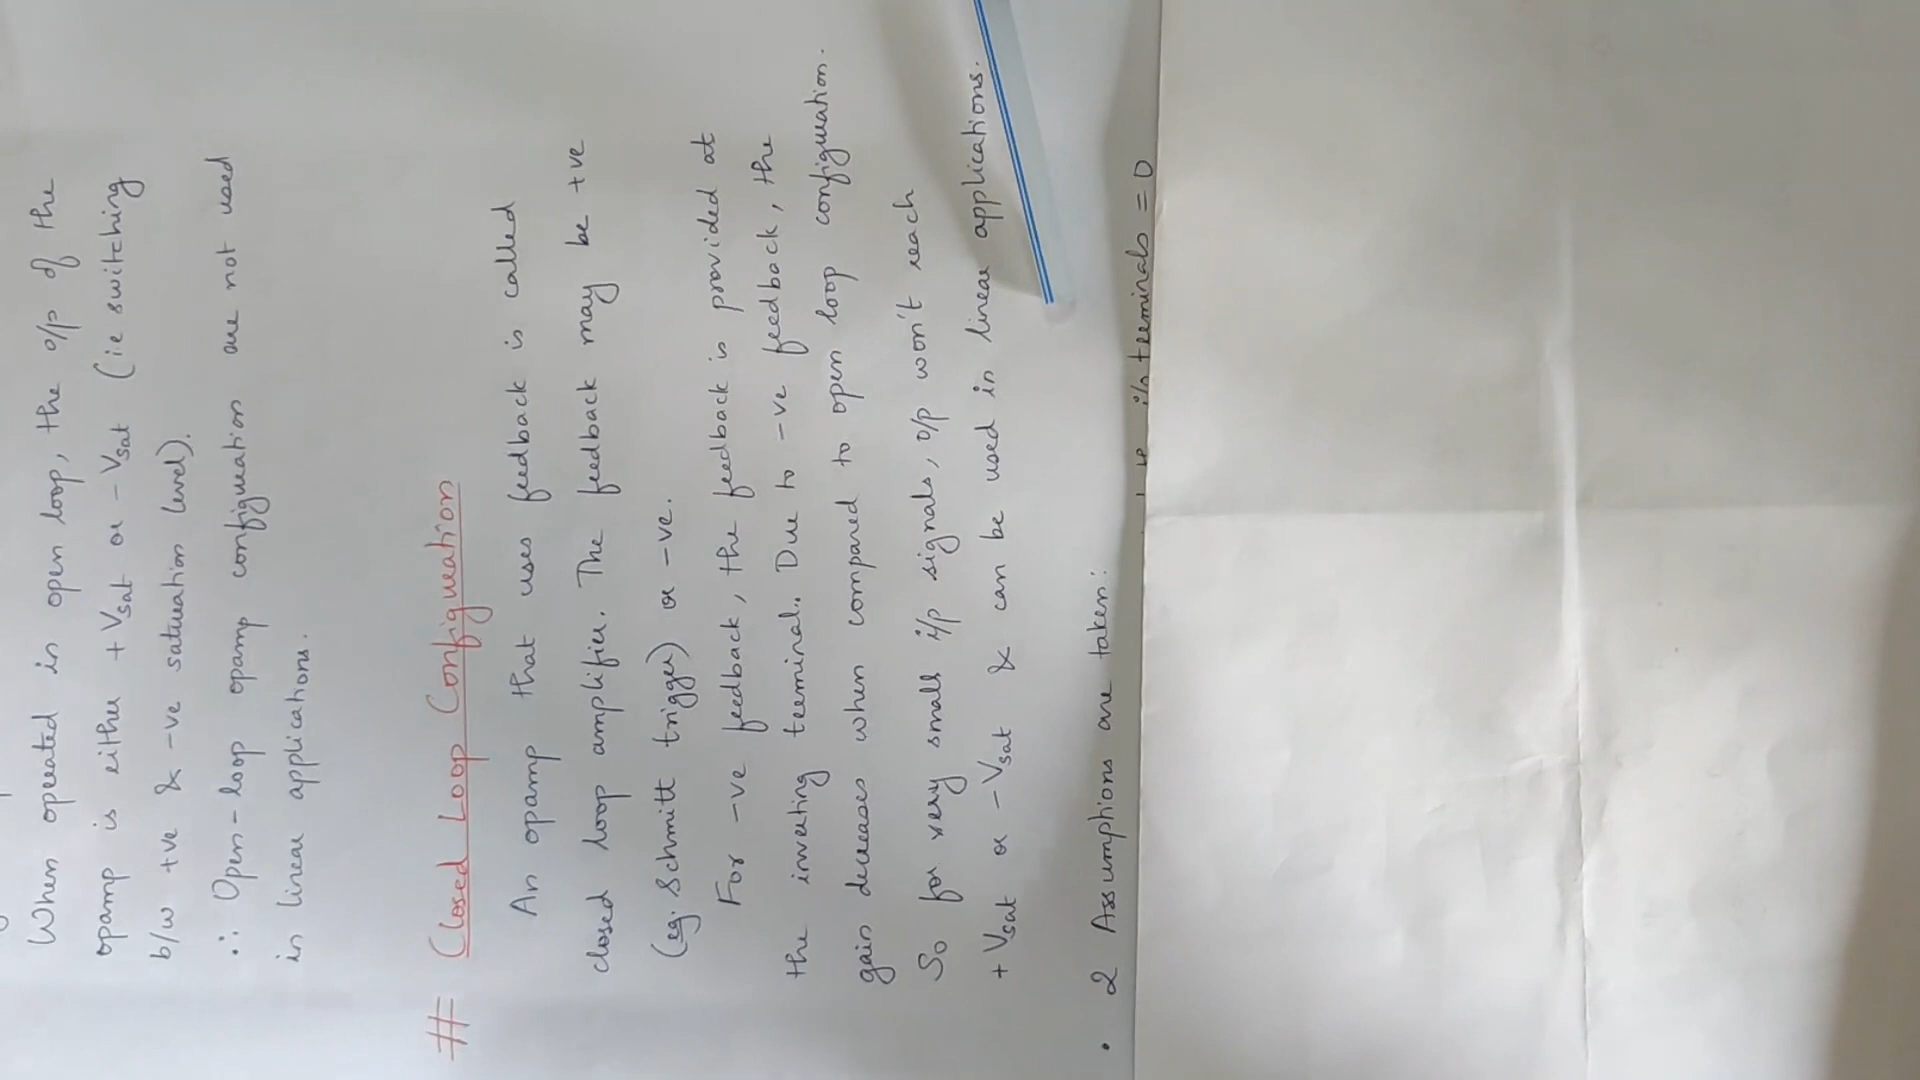 When operated in open loop, the o/p of the
opamp is either +Vsat or -Vsat (ie switching
b/w +ve & -ve saturation level).
∴ Open-loop opamp configuration are not used
in linear applications.
# Closed Loop Configuration
An opamp that uses feedback is called
closed loop amplifier. The feedback may be +ve
(eg. Schmitt trigger) or -ve.
For -ve feedback, the feedback is provided at
the inverting terminal. Due to -ve feedback, the
gain decreases when compared to open loop configuration.
So for very small i/p signals, o/p won't reach
+Vsat or -Vsat & can be used in linear applications.
• 2 Assumptions are taken:
i/p terminals = 0